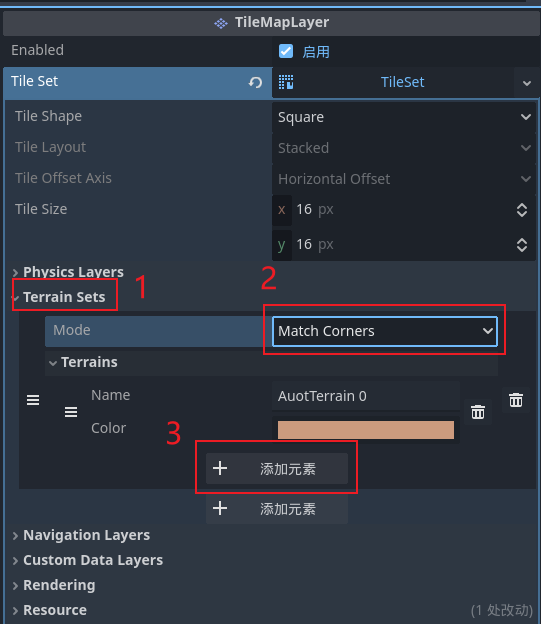 TileMapLayer
Enabled 启用
Tile Set TileSet
Tile Shape Square
Tile Layout Stacked
Tile Offset Axis Horizontal Offset
Tile Size x 16 px
y 16 px
Physics Layers
Terrain Sets 1 2
Mode Match Corners
Terrains
Name AuotTerrain 0
Color
3 + 添加元素
+ 添加元素
Navigation Layers
Custom Data Layers
Rendering
Resource (1 处改动)